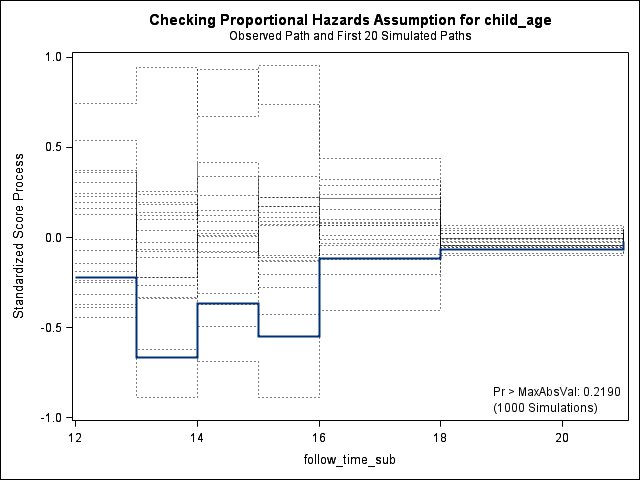 Checking Proportional Hazards Assumption for child_age
Observed Path and First 20 Simulated Paths
Standardized Score Process
1.0
0.5
0.0
-0.5
-1.0
Pr > MaxAbsVal: 0.2190
(1000 Simulations)
12 14 16 18 20
follow_time_sub